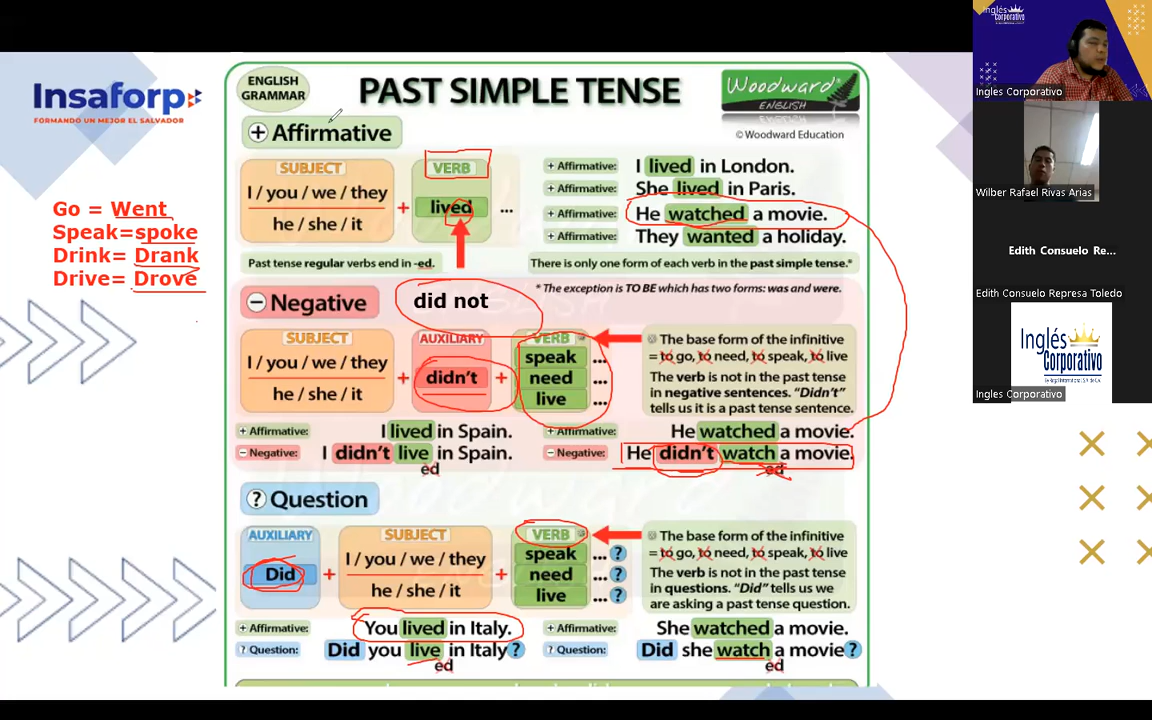 Insaforp
FORMANDO UN MEJOR EL SALVADOR
Go = Went
Speak=spoke
Drink= Drank
Drive= Drove
ENGLISH
GRAMMAR
PAST SIMPLE TENSE
Woodward
ENGLISH
© Woodward Education
+ Affirmative
SUBJECT
VERB
I / you / we / they
he / she / it
+
lived
...
+ Affirmative: I lived in London.
+ Affirmative: She lived in Paris.
+ Affirmative: He watched a movie.
+ Affirmative: They wanted a holiday.
Past tense regular verbs end in -ed.
There is only one form of each verb in the past simple tense.*
* The exception is TO BE which has two forms: was and were.
− Negative
did not
SUBJECT
AUXILIARY
VERB
I / you / we / they
he / she / it
+
didn't
+
speak ...
need ...
live ...
The base form of the infinitive
= to go, to need, to speak, to live
The verb is not in the past tense
in negative sentences. “Didn't”
tells us it is a past tense sentence.
+ Affirmative: I lived in Spain.
− Negative: I didn't live in Spain.
ed
+ Affirmative: He watched a movie.
− Negative: He didn't watch a movie.
ed
? Question
AUXILIARY
SUBJECT
VERB
Did
+
I / you / we / they
he / she / it
+
speak ... ?
need ... ?
live ... ?
The base form of the infinitive
= to go, to need, to speak, to live
The verb is not in the past tense
in questions. “Did” tells us we
are asking a past tense question.
+ Affirmative: You lived in Italy.
? Question: Did you live in Italy?
ed
+ Affirmative: She watched a movie.
? Question: Did she watch a movie?
ed
Inglés
Corporativo
Ingles Corporativo
Wilber Rafael Rivas Arias
Edith Consuelo Re...
Edith Consuelo Represa Toledo
Inglés
Corporativo
Ingles Corporativo